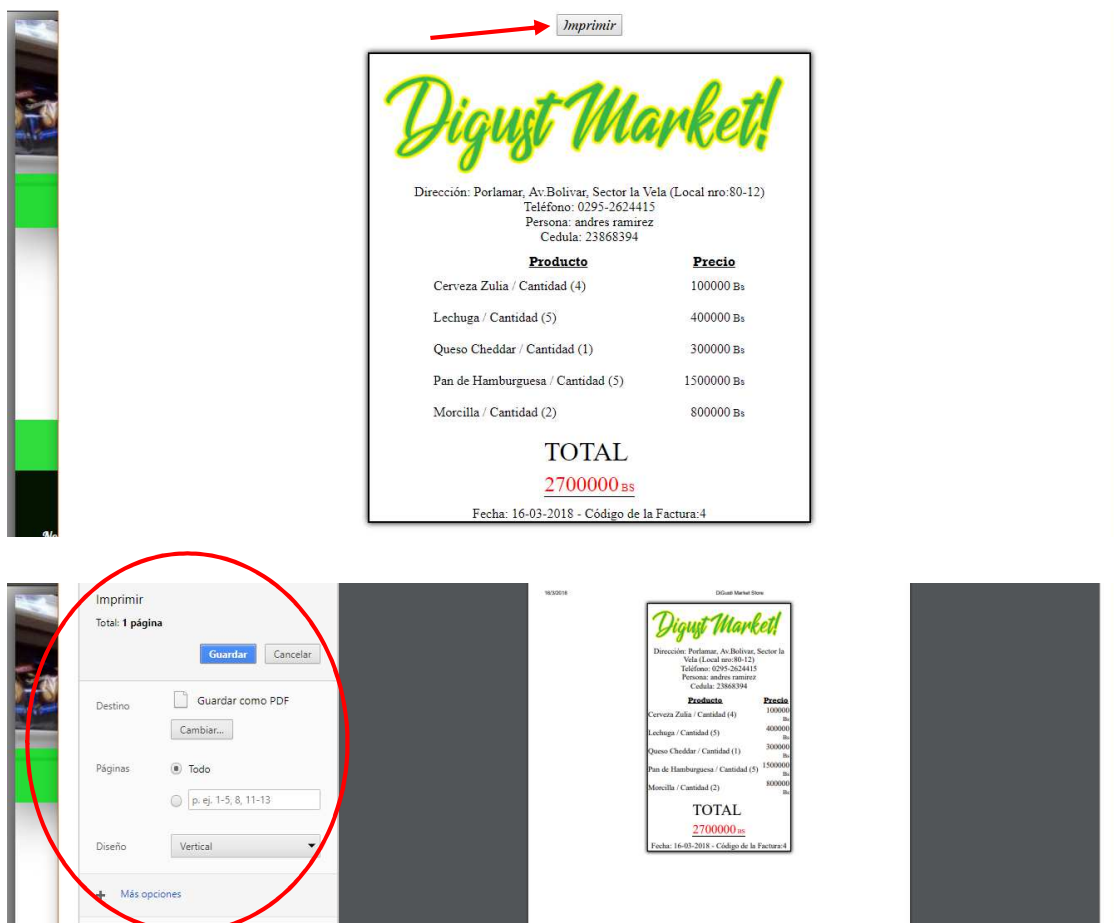 Imprimir
Digust Market!
Dirección: Porlamar, Av.Bolivar, Sector la Vela (Local nro:80-12)
Teléfono: 0295-2624415
Persona: andres ramirez
Cedula: 23868394
Producto Precio
Cerveza Zulia / Cantidad (4) 100000 Bs
Lechuga / Cantidad (5) 400000 Bs
Queso Cheddar / Cantidad (1) 300000 Bs
Pan de Hamburguesa / Cantidad (5) 1500000 Bs
Morcilla / Cantidad (2) 800000 Bs
TOTAL
2700000 BS
Fecha: 16-03-2018 - Código de la Factura:4
Imprimir
Total: 1 página
Guardar Cancelar
Destino Guardar como PDF
Cambiar...
Páginas Todo
p. ej. 1-5, 8, 11-13
Diseño Vertical
Más opciones
16/3/2018 DiGusti Market Store
Digust Market!
Dirección: Porlamar, Av.Bolivar, Sector la
Vela (Local nro:80-12)
Teléfono: 0295-2624415
Persona: andres ramirez
Cedula: 23868394
Producto Precio
Cerveza Zulia / Cantidad (4) 100000
Bs
Lechuga / Cantidad (5) 400000
Bs
Queso Cheddar / Cantidad (1) 300000
Bs
Pan de Hamburguesa / Cantidad (5) 1500000
Bs
Morcilla / Cantidad (2) 800000
Bs
TOTAL
2700000 BS
Fecha: 16-03-2018 - Código de la Factura:4